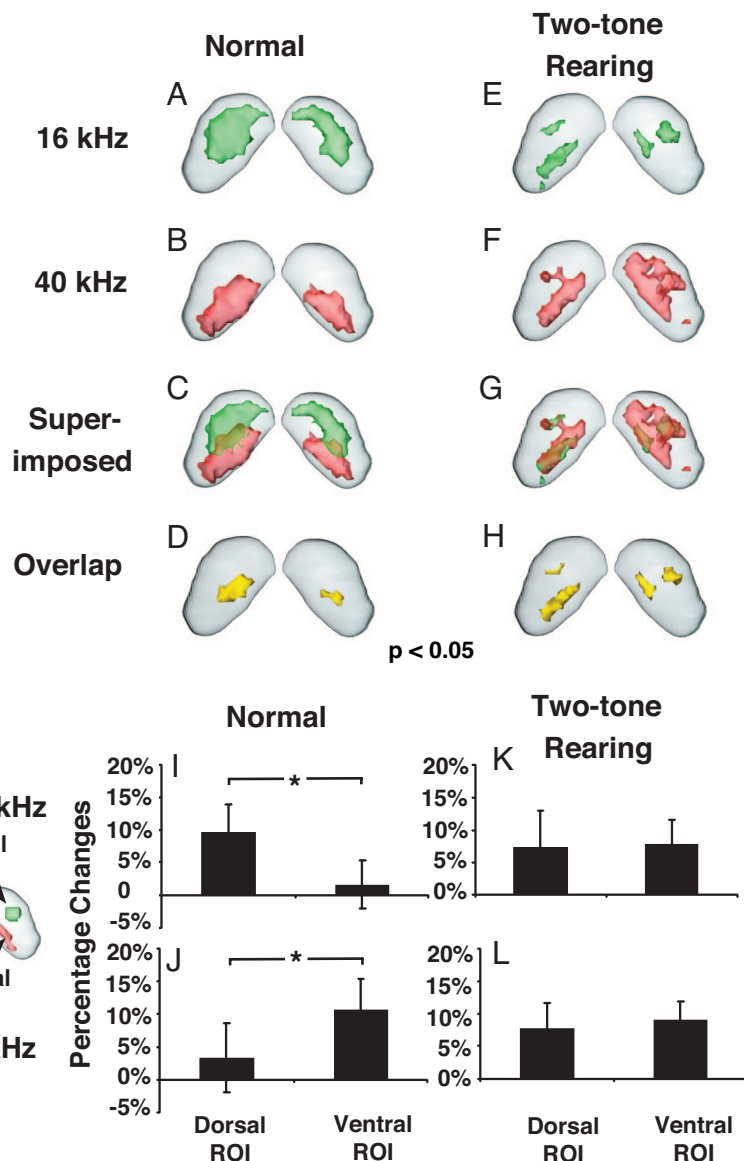 Normal
Two-tone
Rearing
A
E
16 kHz
B
F
40 kHz
C
G
Super-
imposed
D
H
Overlap
p < 0.05
Normal
Two-tone
Rearing
I
K
20%
15%
10%
5%
0
-5%
*
20%
15%
10%
5%
0%
kHz
Percentage Changes
J
L
20%
15%
10%
5%
0%
-5%
*
20%
15%
10%
5%
0%
Dorsal
ROI
Ventral
ROI
Dorsal
ROI
Ventral
ROI